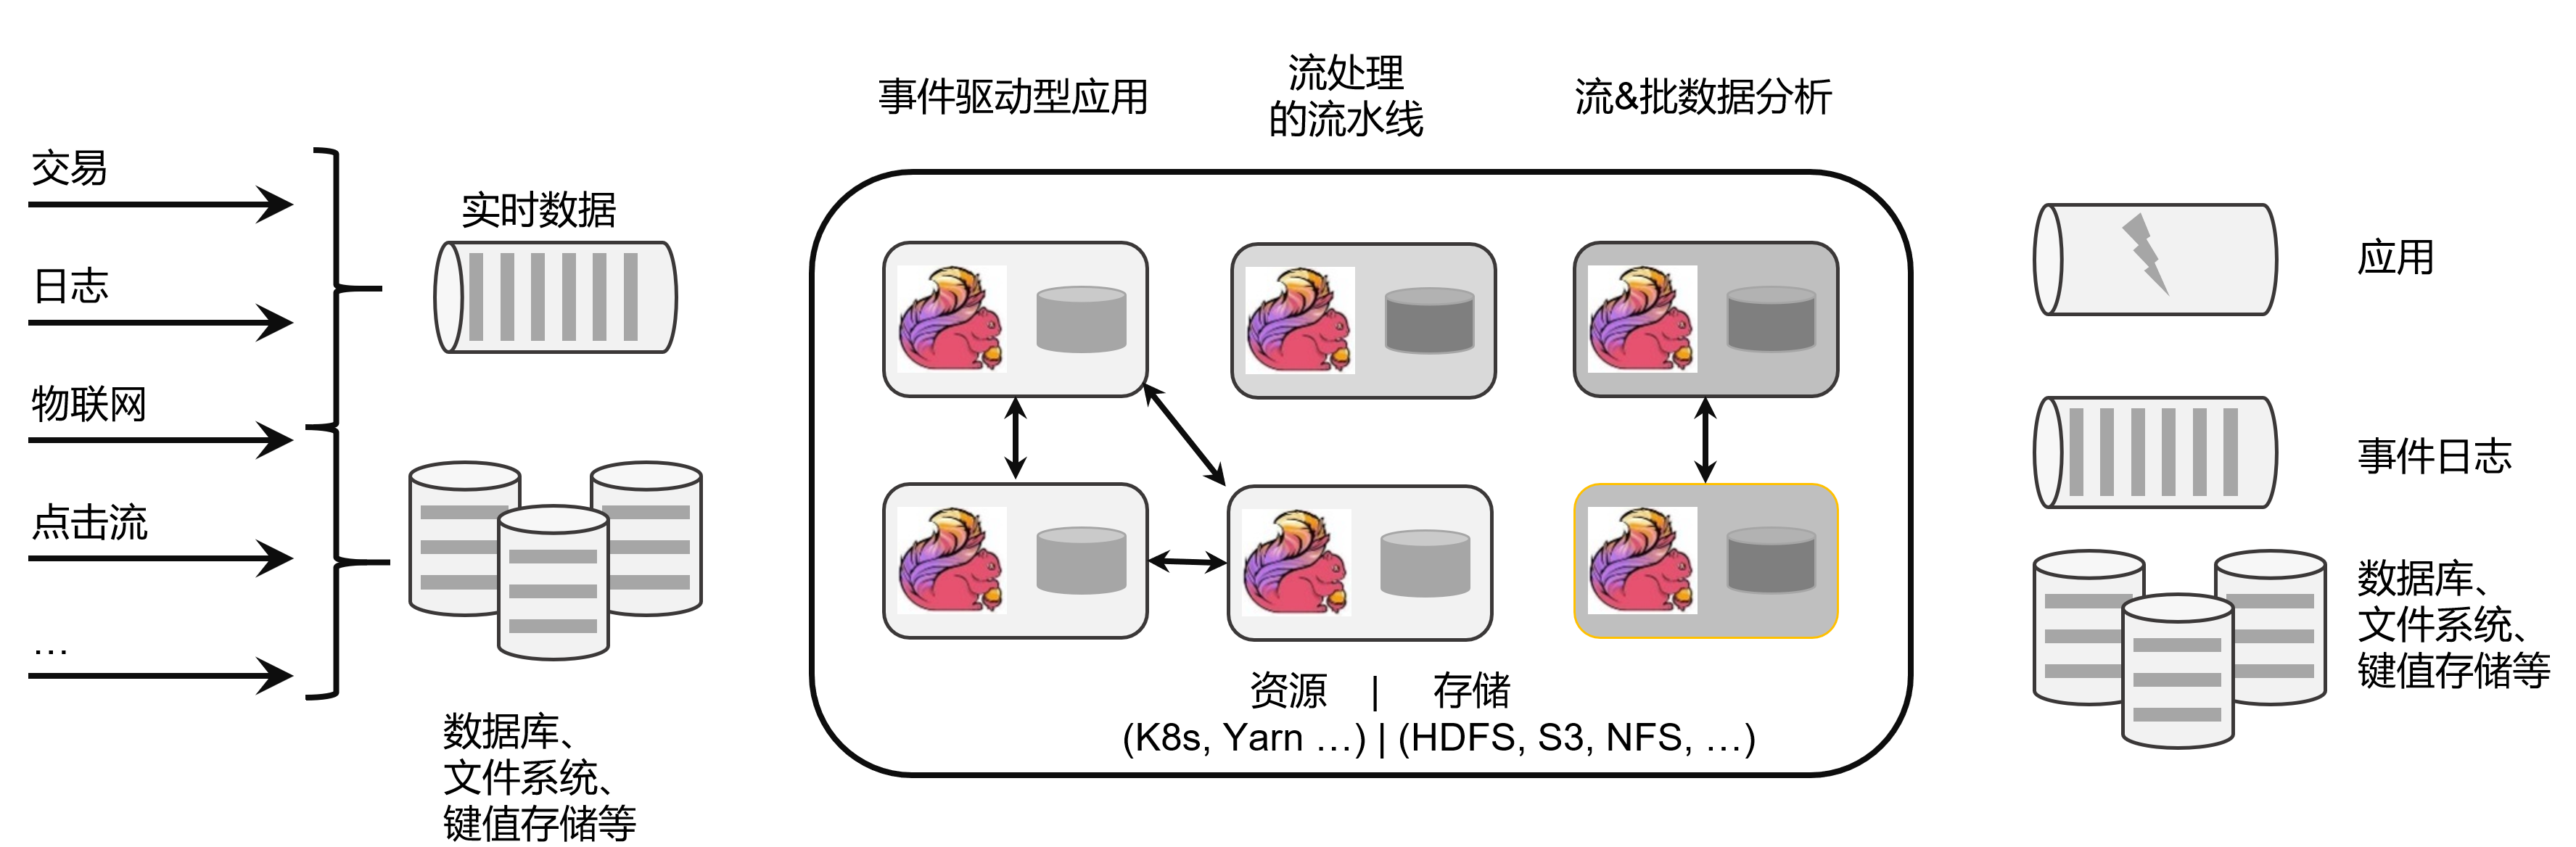 交易
日志
物联网
点击流
…
实时数据
数据库、
文件系统、
键值存储等
事件驱动型应用
流处理
的流水线
流&批数据分析
资源 | 存储
(K8s, Yarn …) | (HDFS, S3, NFS, …)
应用
事件日志
数据库、
文件系统、
键值存储等